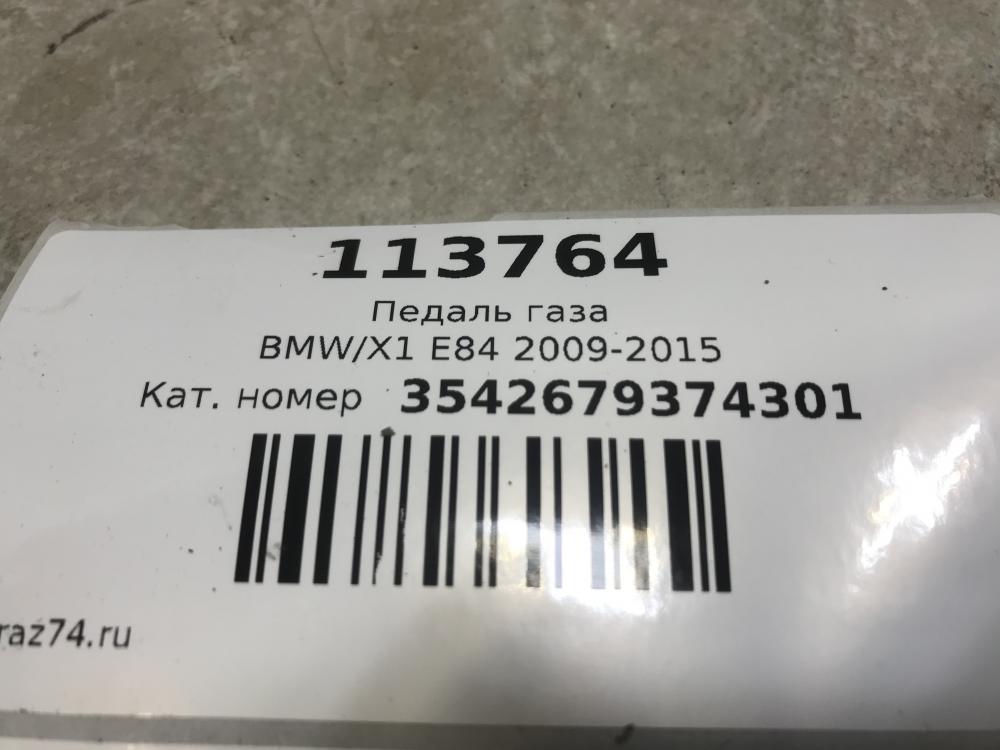 113764
Педаль газа
BMW/X1 E84 2009-2015
Кат. номер 3542679374301
raz74.ru